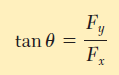 tan θ = F_y / F_x